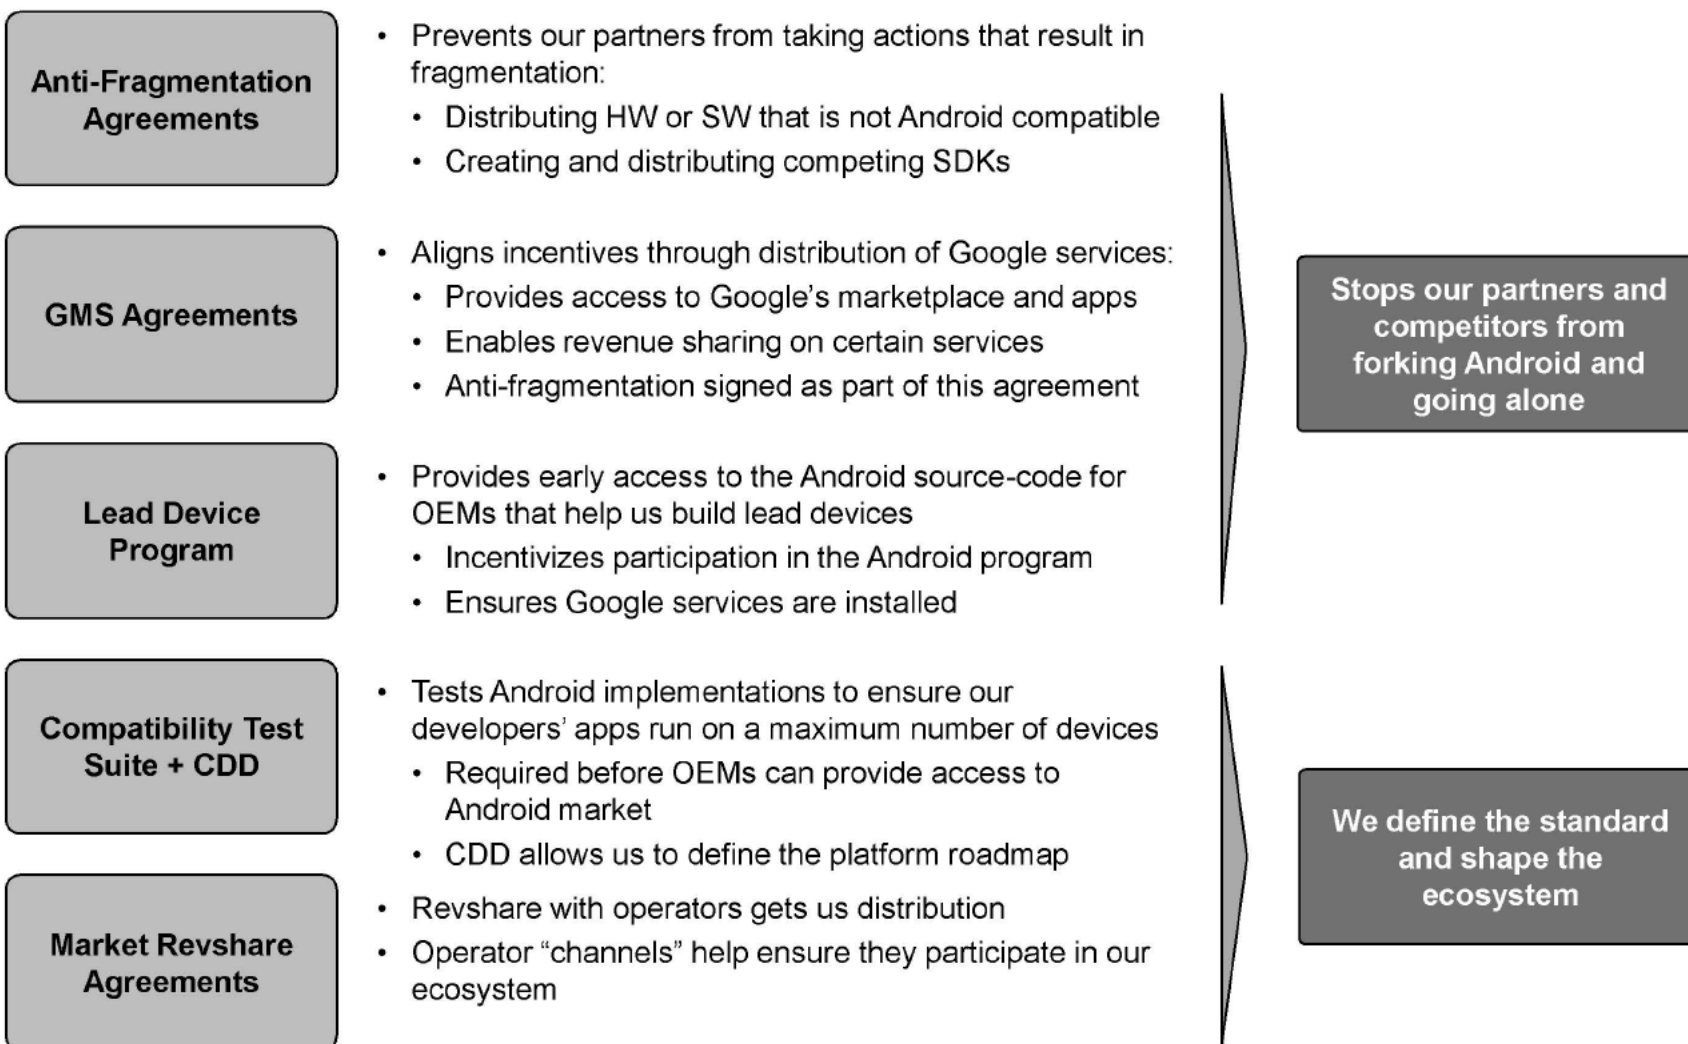 Anti-Fragmentation
Agreements
• Prevents our partners from taking actions that result in
fragmentation:
• Distributing HW or SW that is not Android compatible
• Creating and distributing competing SDKs
GMS Agreements
• Aligns incentives through distribution of Google services:
• Provides access to Google's marketplace and apps
• Enables revenue sharing on certain services
• Anti-fragmentation signed as part of this agreement
Lead Device
Program
• Provides early access to the Android source-code for
OEMs that help us build lead devices
• Incentivizes participation in the Android program
• Ensures Google services are installed
Stops our partners and
competitors from
forking Android and
going alone
Compatibility Test
Suite + CDD
• Tests Android implementations to ensure our
developers' apps run on a maximum number of devices
• Required before OEMs can provide access to
Android market
• CDD allows us to define the platform roadmap
Market Revshare
Agreements
• Revshare with operators gets us distribution
• Operator “channels” help ensure they participate in our
ecosystem
We define the standard
and shape the
ecosystem